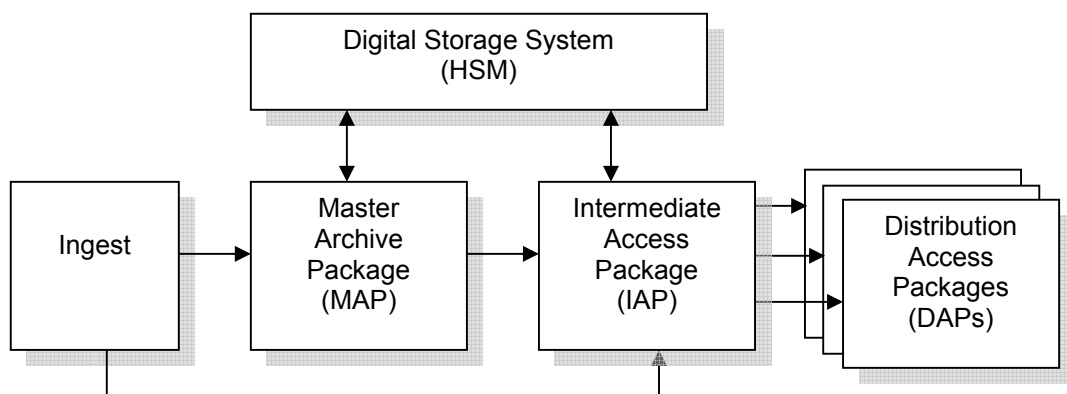 Digital Storage System
(HSM)
Ingest
Master
Archive
Package
(MAP)
Intermediate
Access
Package
(IAP)
Distribution
Access
Packages
(DAPs)